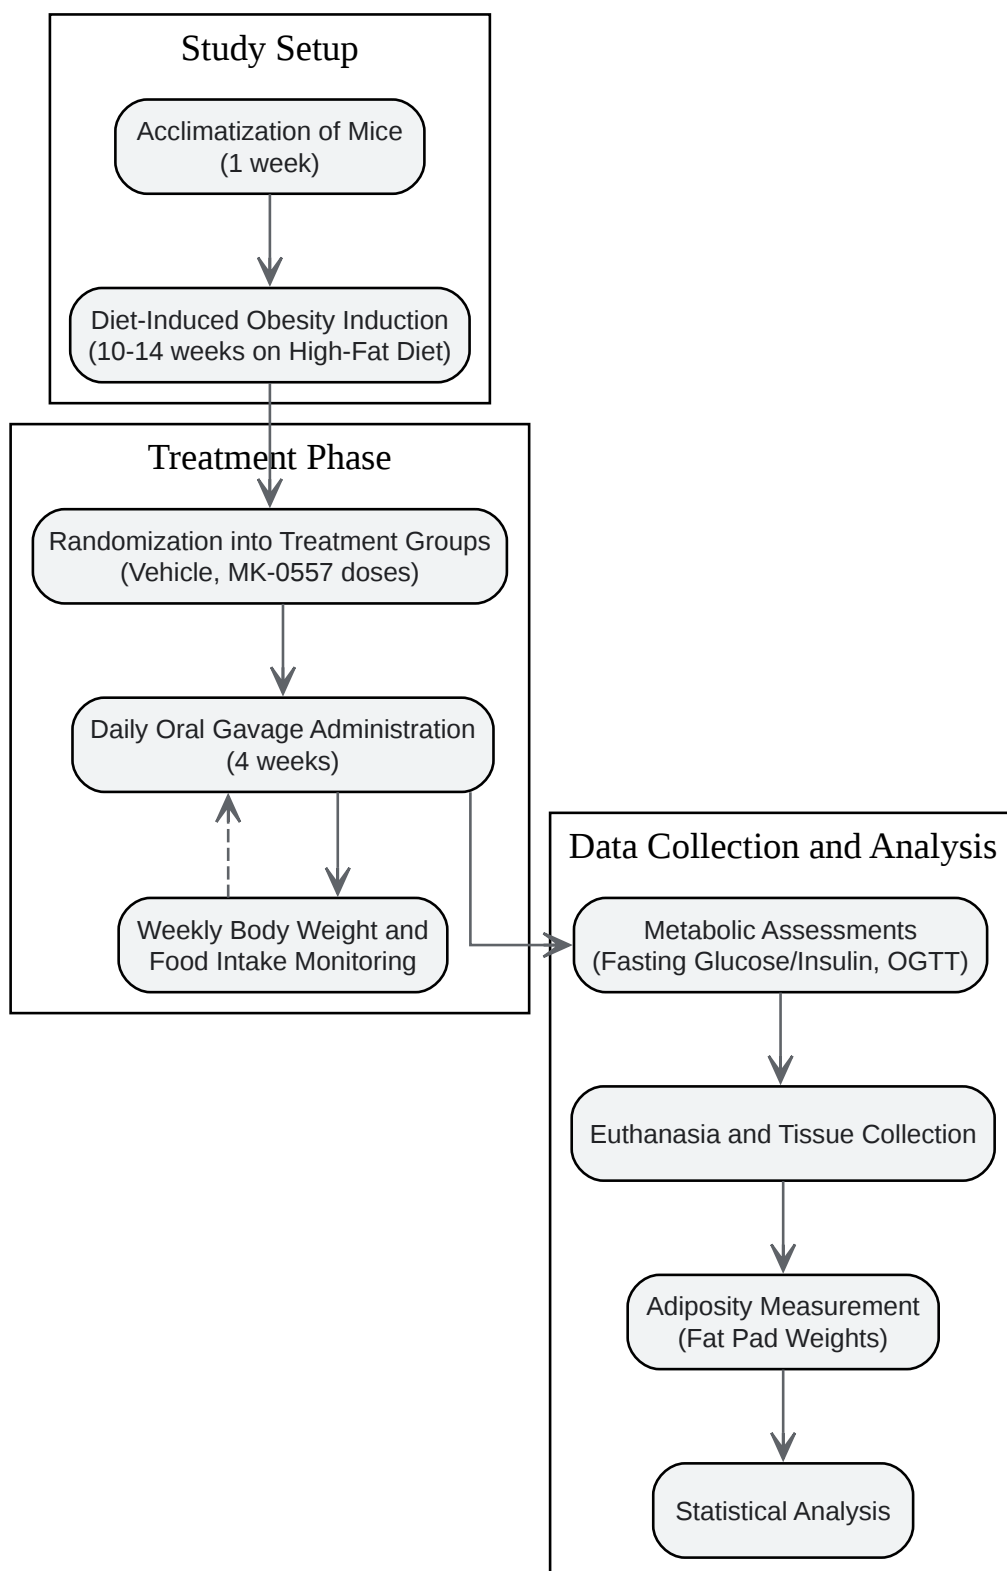 Study Setup
Acclimatization of Mice
(1 week)
Diet-Induced Obesity Induction
(10-14 weeks on High-Fat Diet)
Treatment Phase
Randomization into Treatment Groups
(Vehicle, MK-0557 doses)
Daily Oral Gavage Administration
(4 weeks)
Weekly Body Weight and
Food Intake Monitoring
Data Collection and Analysis
Metabolic Assessments
(Fasting Glucose/Insulin, OGTT)
Euthanasia and Tissue Collection
Adiposity Measurement
(Fat Pad Weights)
Statistical Analysis